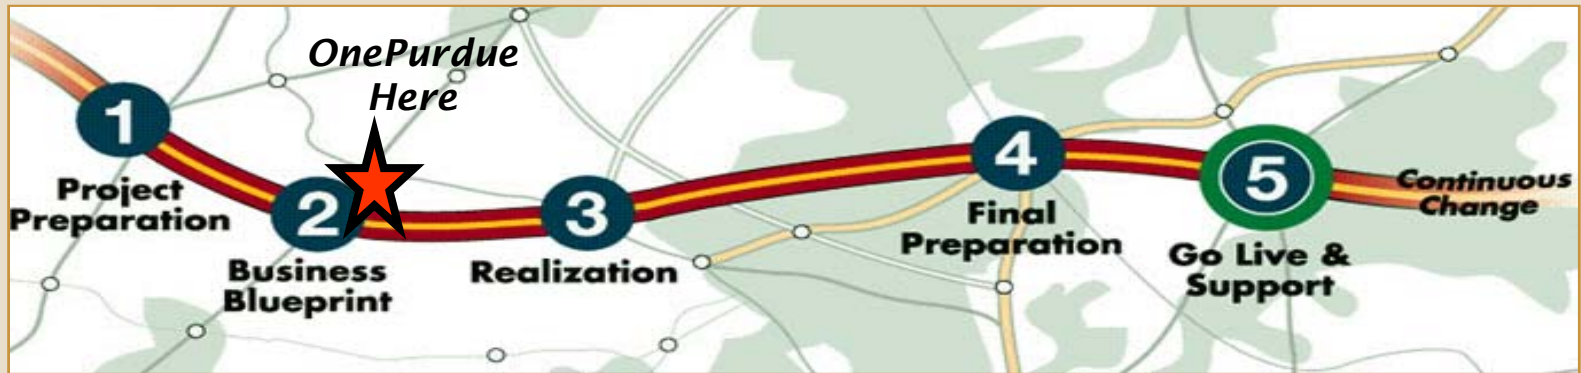 OnePurdue
Here
1
Project
Preparation
2
Business
Blueprint
3
Realization
4
Final
Preparation
5
Go Live &
Support
Continuous
Change